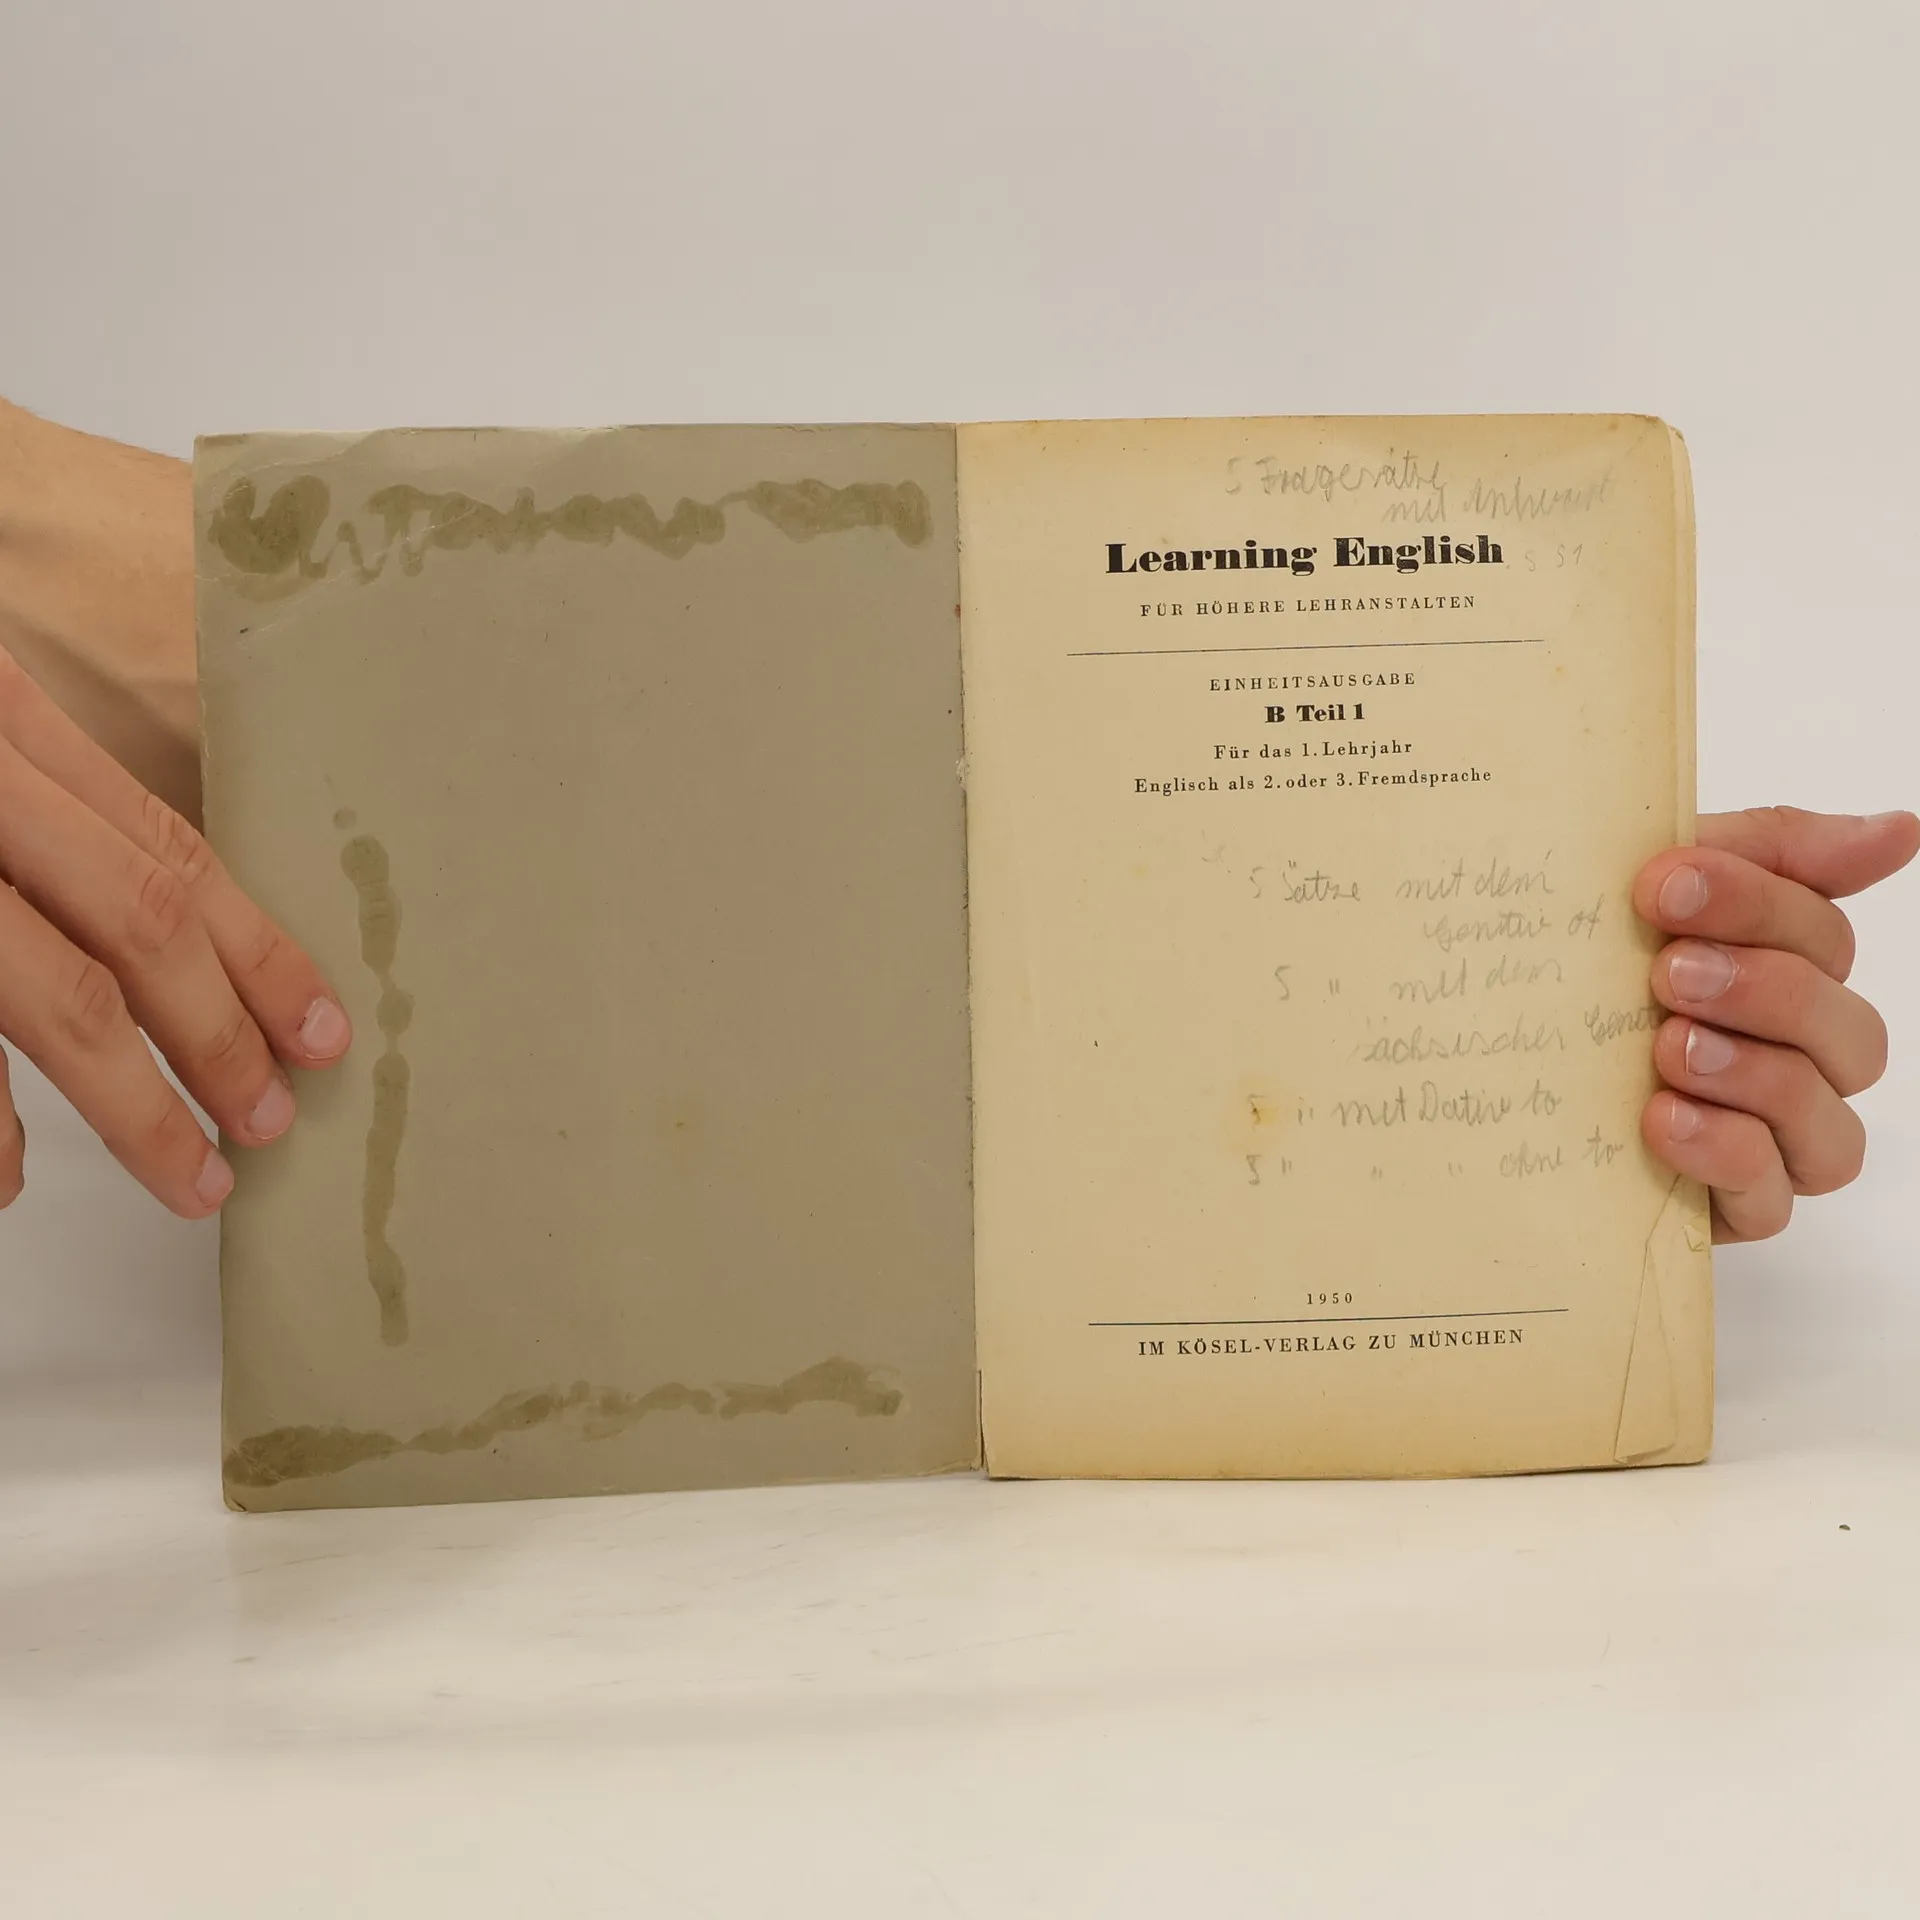 5 Fragesätze
mit Antwort
Learning English
S 51
FÜR HÖHERE LEHRANSTALTEN
EINHEITSAUSGABE
B Teil 1
Für das 1. Lehrjahr
Englisch als 2. oder 3. Fremdsprache
5 Sätze mit dem
Genitiv of
5 " mit dem
sächsischen
5 " mit Dativ to
5 " " " ohne to
1950
IM KÖSEL-VERLAG ZU MÜNCHEN